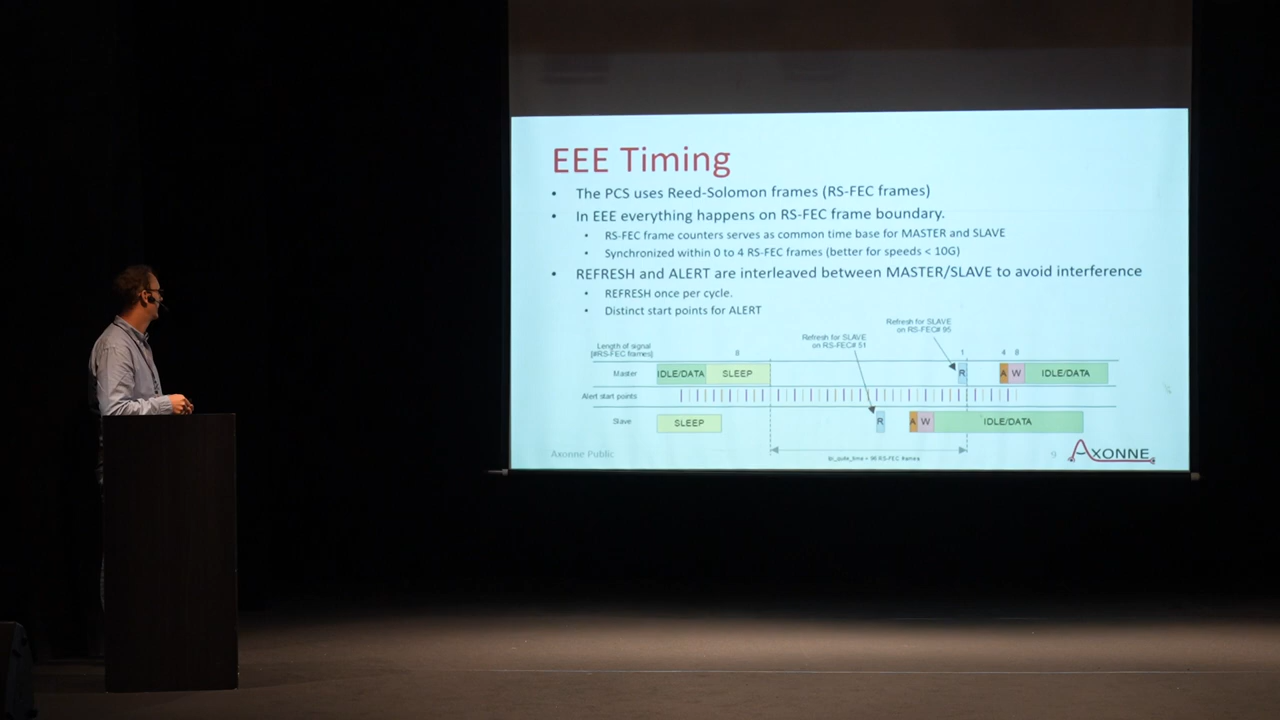 EEE Timing
• The PCS uses Reed-Solomon frames (RS-FEC frames)
• In EEE everything happens on RS-FEC frame boundary.
• RS-FEC frame counters serves as common time base for MASTER and SLAVE
• Synchronized within 0 to 4 RS-FEC frames (better for speeds < 10G)
• REFRESH and ALERT are interleaved between MASTER/SLAVE to avoid interference
• REFRESH once per cycle.
• Distinct start points for ALERT
Refresh for SLAVE
on RS-FEC# 95
Refresh for SLAVE
on RS-FEC# 51
Length of signal
[#RS-FEC frames]
8 1 4 8
Master IDLE/DATA SLEEP R A W IDLE/DATA
Alert start points
Slave SLEEP R A W IDLE/DATA
= 96 RS-FEC frames
Axonne Public
9
AXONNE